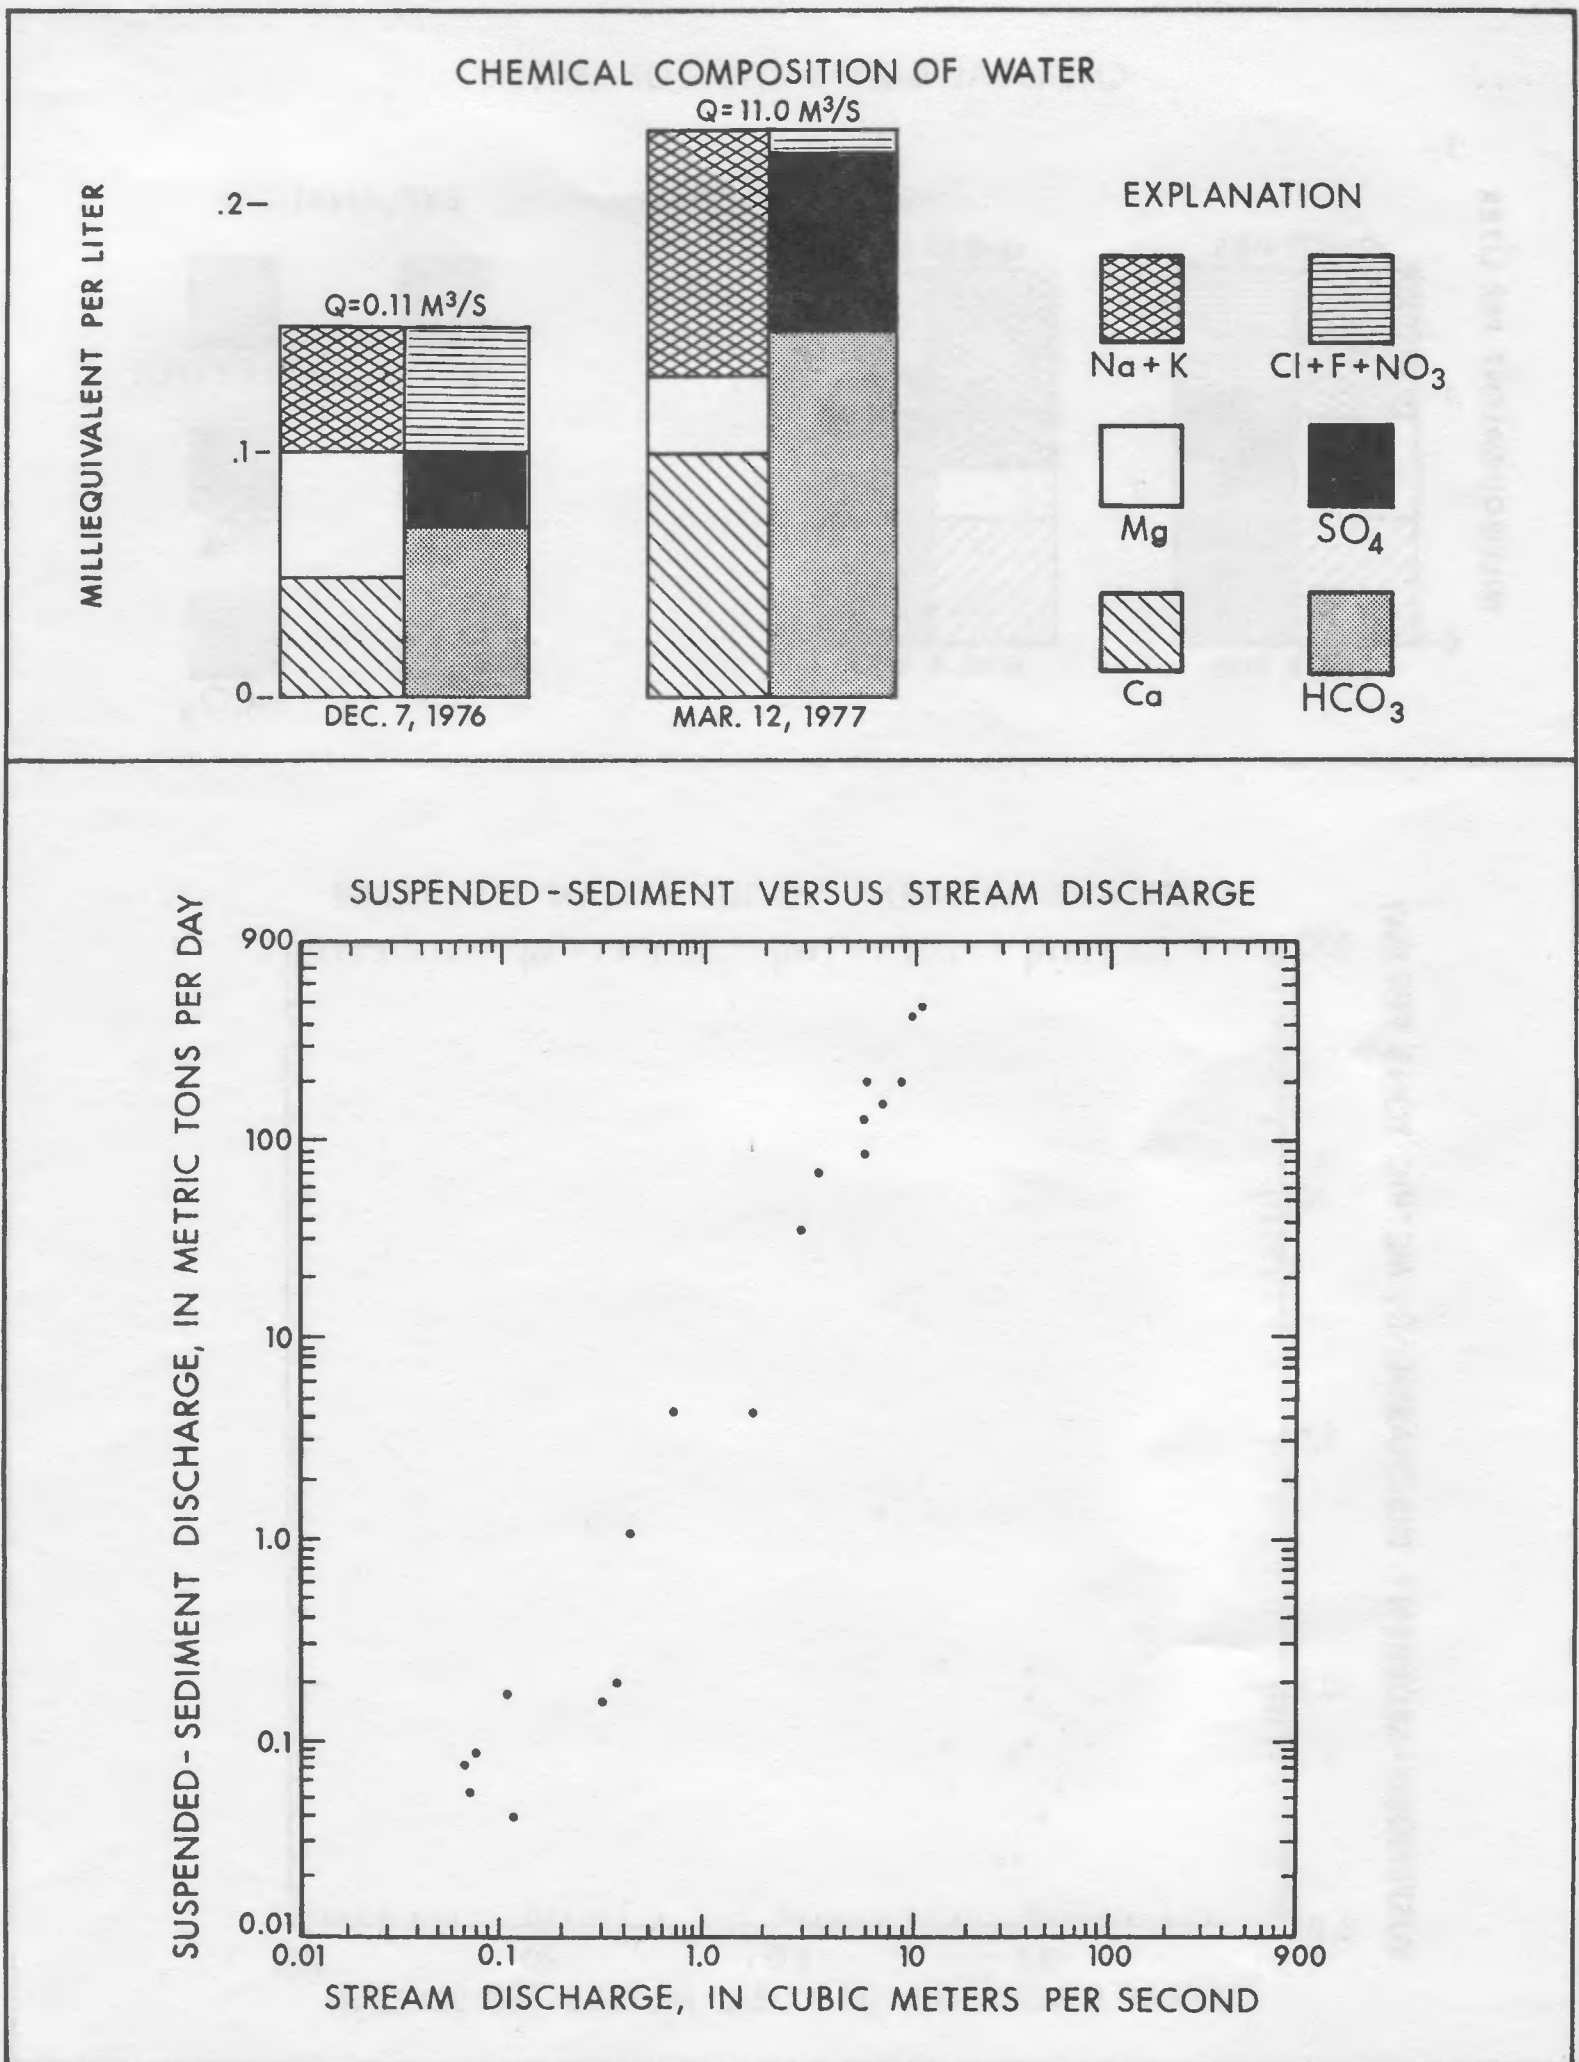 CHEMICAL COMPOSITION OF WATER
Q=11.0 M³/S
MILLIEQUIVALENT PER LITER
.2
EXPLANATION
Q=0.11 M³/S
Na+K
Cl+F+NO₃
.1
Mg
SO₄
0
Ca
HCO₃
DEC. 7, 1976
MAR. 12, 1977
SUSPENDED-SEDIMENT VERSUS STREAM DISCHARGE
SUSPENDED-SEDIMENT DISCHARGE, IN METRIC TONS PER DAY
900
100
10
1.0
0.1
0.01
0.01 0.1 1.0 10 100 900
STREAM DISCHARGE, IN CUBIC METERS PER SECOND